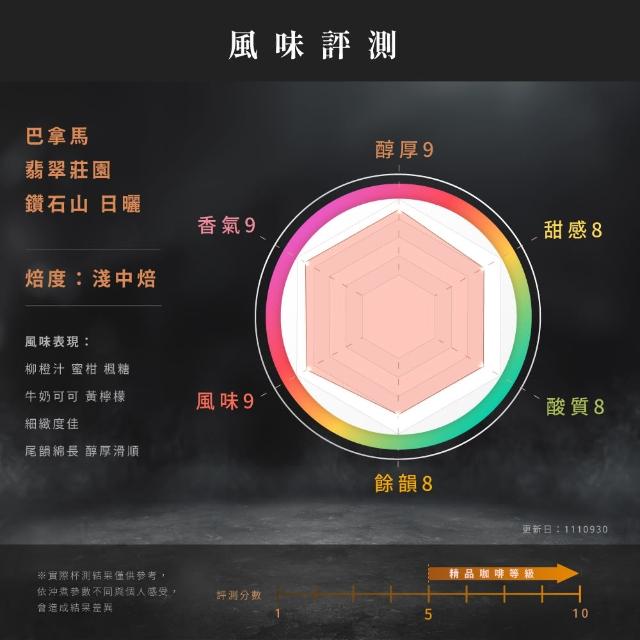 風味評測
巴拿馬
翡翠莊園
鑽石山 日曬
焙度：淺中焙
風味表現：
柳橙汁 蜜柑 楓糖
牛奶可可 黃檸檬
細緻度佳
尾韻綿長 醇厚滑順
醇厚9
香氣9
甜感8
風味9
酸質8
餘韻8
更新日：1110930
※實際杯測結果僅供參考，
依沖煮參數不同與個人感受，
會造成結果差異
評測分數
精品咖啡等級
1
5
10